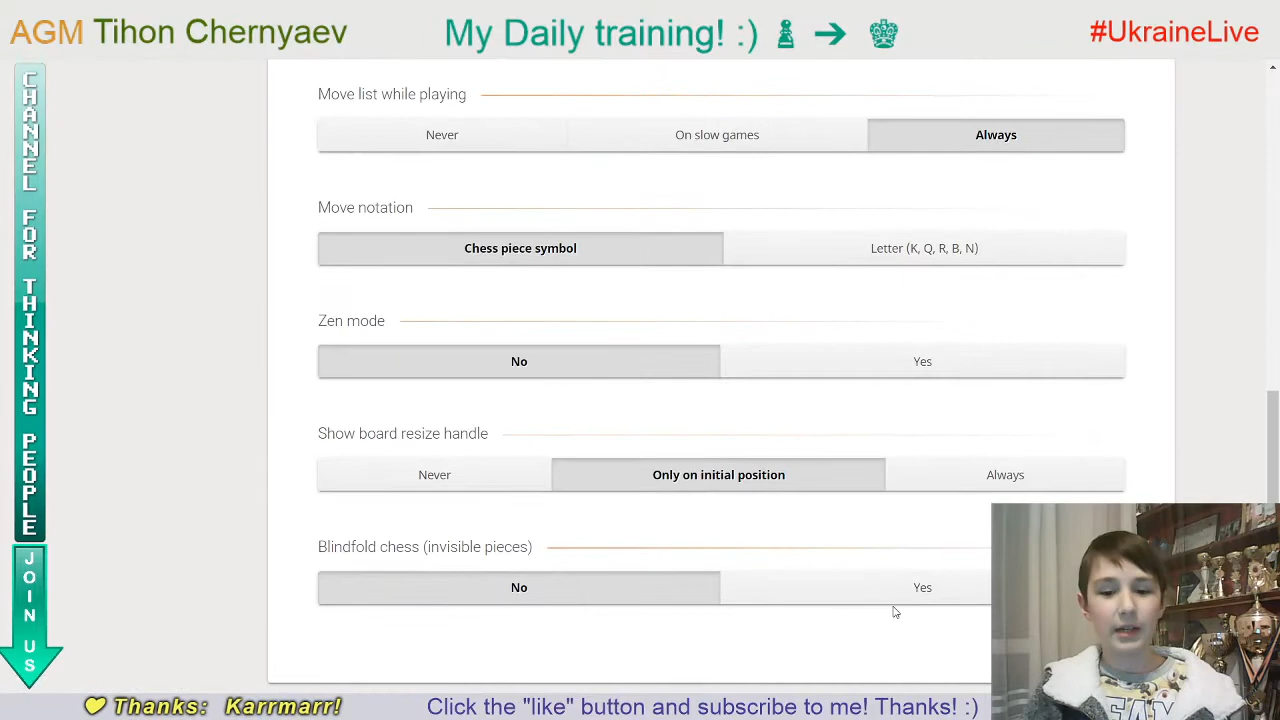 AGM Tihon Chernyaev
My Daily training! :)
#UkraineLive
CHANNEL FOR THINKING PEOPLE
JOIN US
Move list while playing
Never
On slow games
Always
Move notation
Chess piece symbol
Letter (K, Q, R, B, N)
Zen mode
No
Yes
Show board resize handle
Never
Only on initial position
Always
Blindfold chess (invisible pieces)
No
Yes
Thanks: Karrmarr!
Click the "like" button and subscribe to me! Thanks! :)